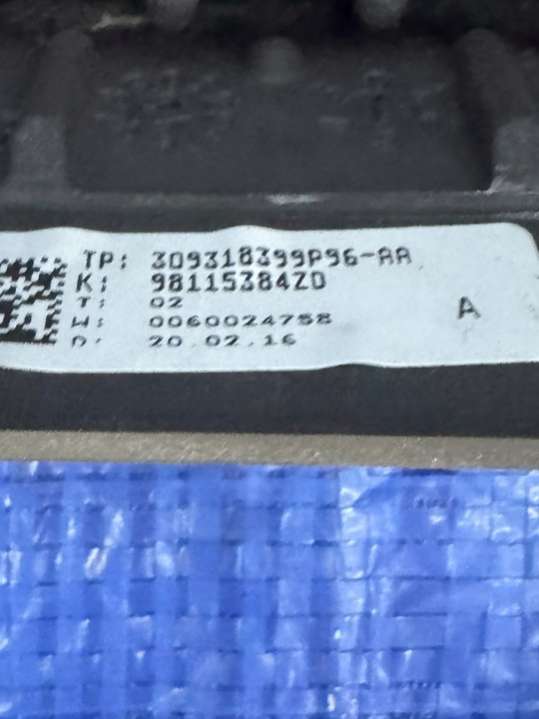 TP: 309318399P96-AA
K: 98115384ZD
T: 02
W: 0060024758
D: 20.02.16
A